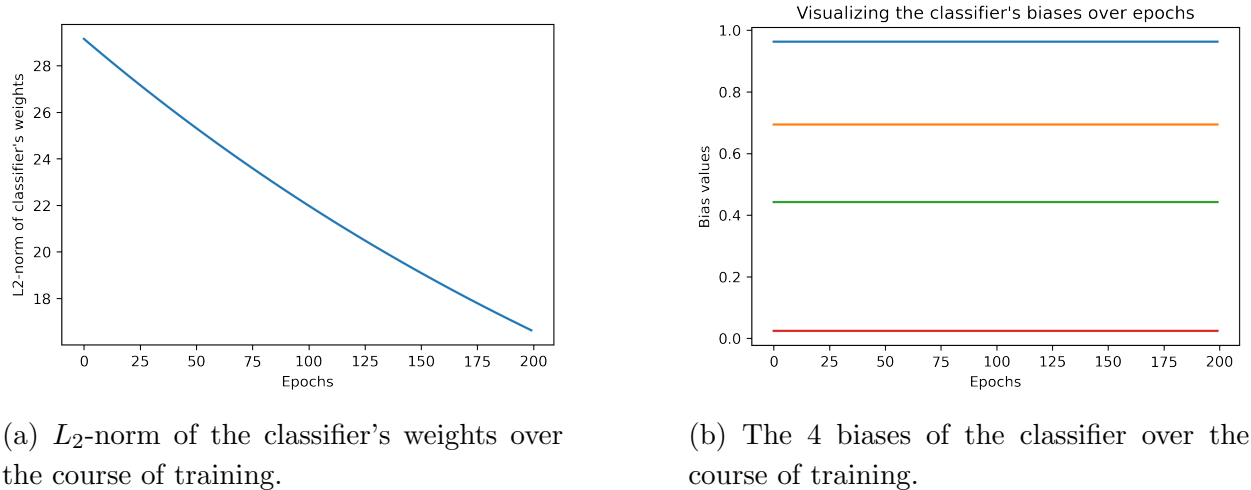 28
26
24
22
20
18
L2-norm of classifier's weights
0 25 50 75 100 125 150 175 200
Epochs
Visualizing the classifier's biases over epochs
1.0
0.8
0.6
0.4
0.2
0.0
Bias values
0 25 50 75 100 125 150 175 200
Epochs
(a) L₂-norm of the classifier's weights over
the course of training.
(b) The 4 biases of the classifier over the
course of training.